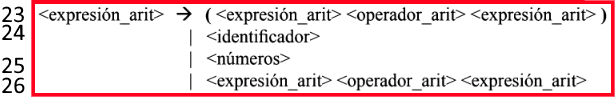 23 <expresión_arit> → ( <expresión_arit> <operador_arit> <expresión_arit> )
24 | <identificador>
25 | <números>
26 | <expresión_arit> <operador_arit> <expresión_arit>